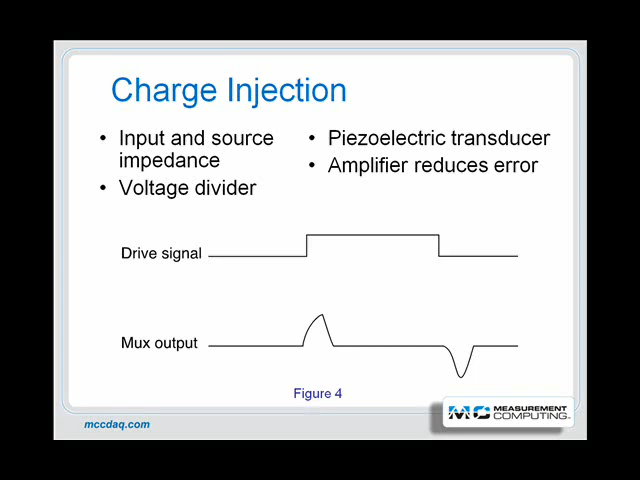 Charge Injection
• Input and source
impedance
• Voltage divider
• Piezoelectric transducer
• Amplifier reduces error
Drive signal
Mux output
Figure 4
mccdaq.com
MC MEASUREMENT
COMPUTING